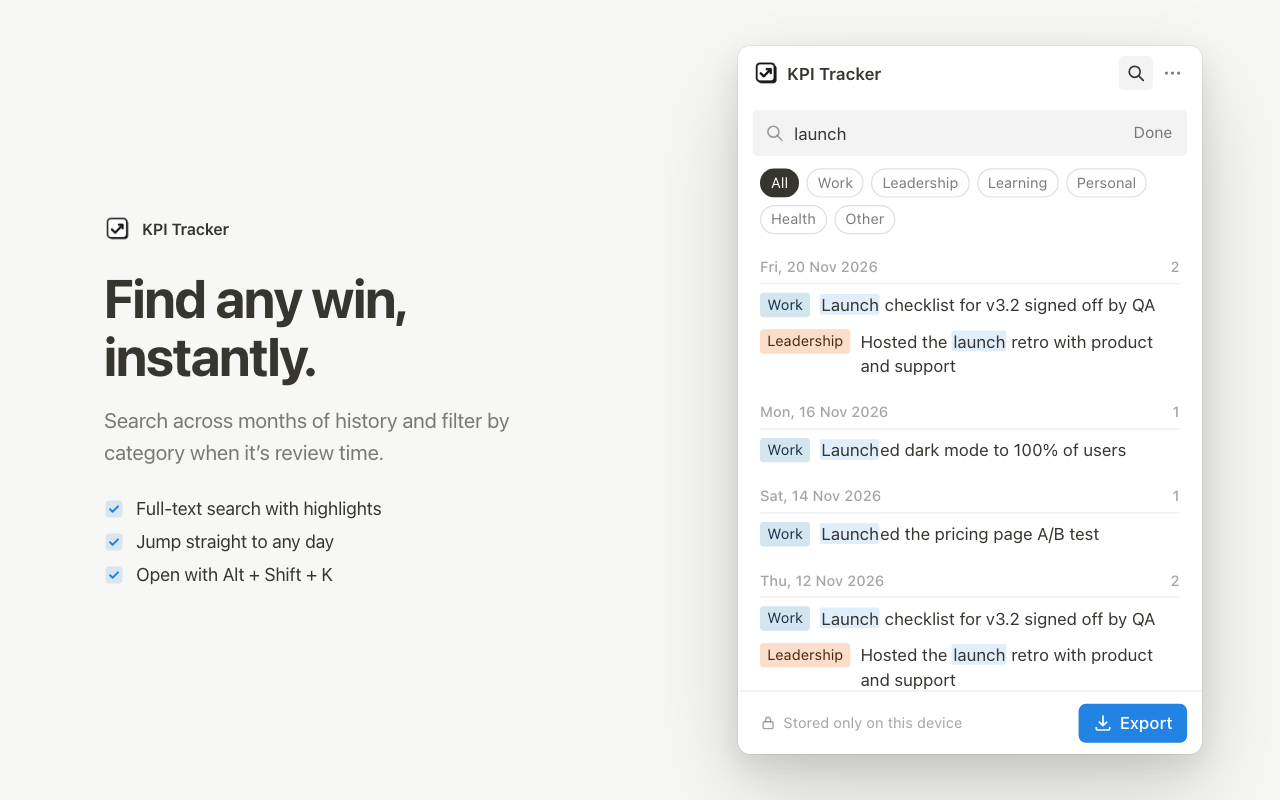 KPI Tracker
Find any win,
instantly.
Search across months of history and filter by
category when it’s review time.
Full-text search with highlights
Jump straight to any day
Open with Alt + Shift + K
KPI Tracker
launch Done
All Work Leadership Learning Personal
Health Other
Fri, 20 Nov 2026 2
Work Launch checklist for v3.2 signed off by QA
Leadership Hosted the launch retro with product
and support
Mon, 16 Nov 2026 1
Work Launched dark mode to 100% of users
Sat, 14 Nov 2026 1
Work Launched the pricing page A/B test
Thu, 12 Nov 2026 2
Work Launch checklist for v3.2 signed off by QA
Leadership Hosted the launch retro with product
and support
Stored only on this device Export